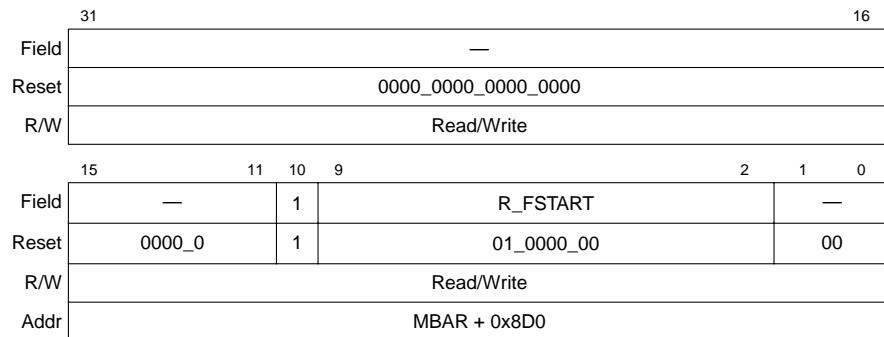 31 16
Field —
Reset 0000_0000_0000_0000
R/W Read/Write
15 11 10 9 2 1 0
Field — 1 R_FSTART —
Reset 0000_0 1 01_0000_00 00
R/W Read/Write
Addr MBAR + 0x8D0